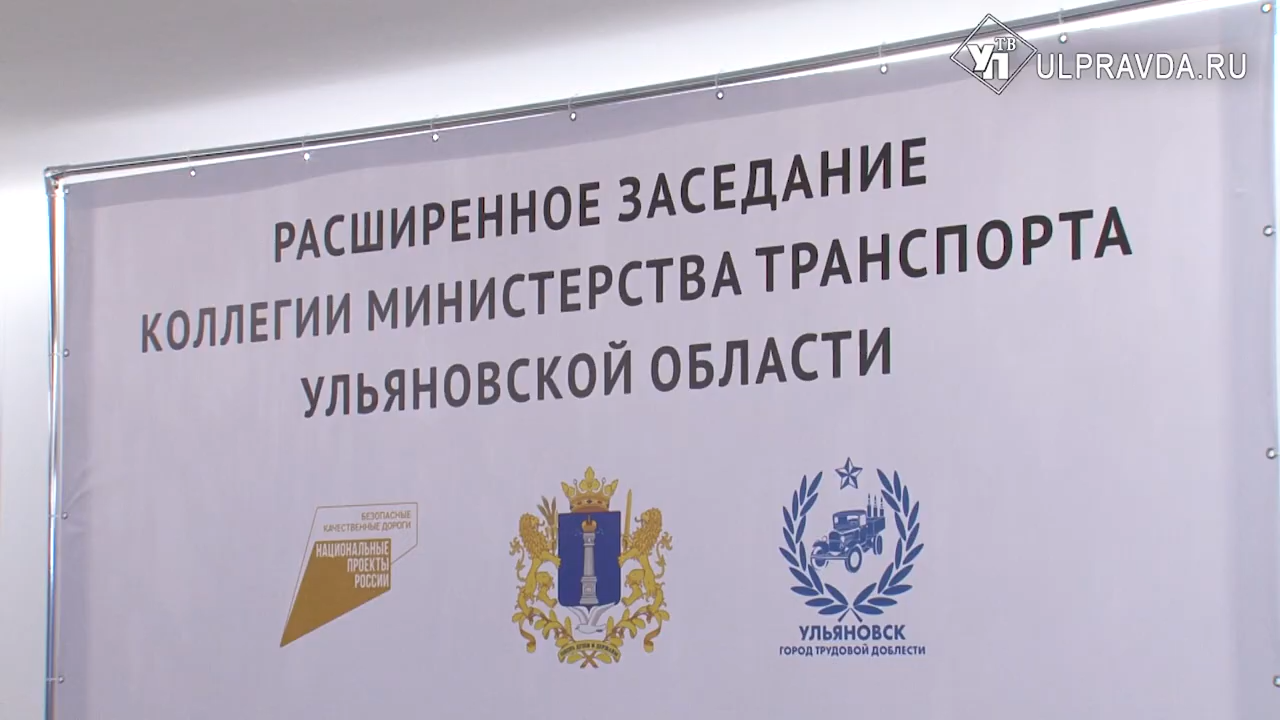 УП ТВ ULPRAVDA.RU
РАСШИРЕННОЕ ЗАСЕДАНИЕ
КОЛЛЕГИИ МИНИСТЕРСТВА ТРАНСПОРТА
УЛЬЯНОВСКОЙ ОБЛАСТИ
БЕЗОПАСНЫЕ
КАЧЕСТВЕННЫЕ ДОРОГИ
НАЦИОНАЛЬНЫЕ
ПРОЕКТЫ
РОССИИ
УЛЬЯНОВСК
ГОРОД ТРУДОВОЙ ДОБЛЕСТИ